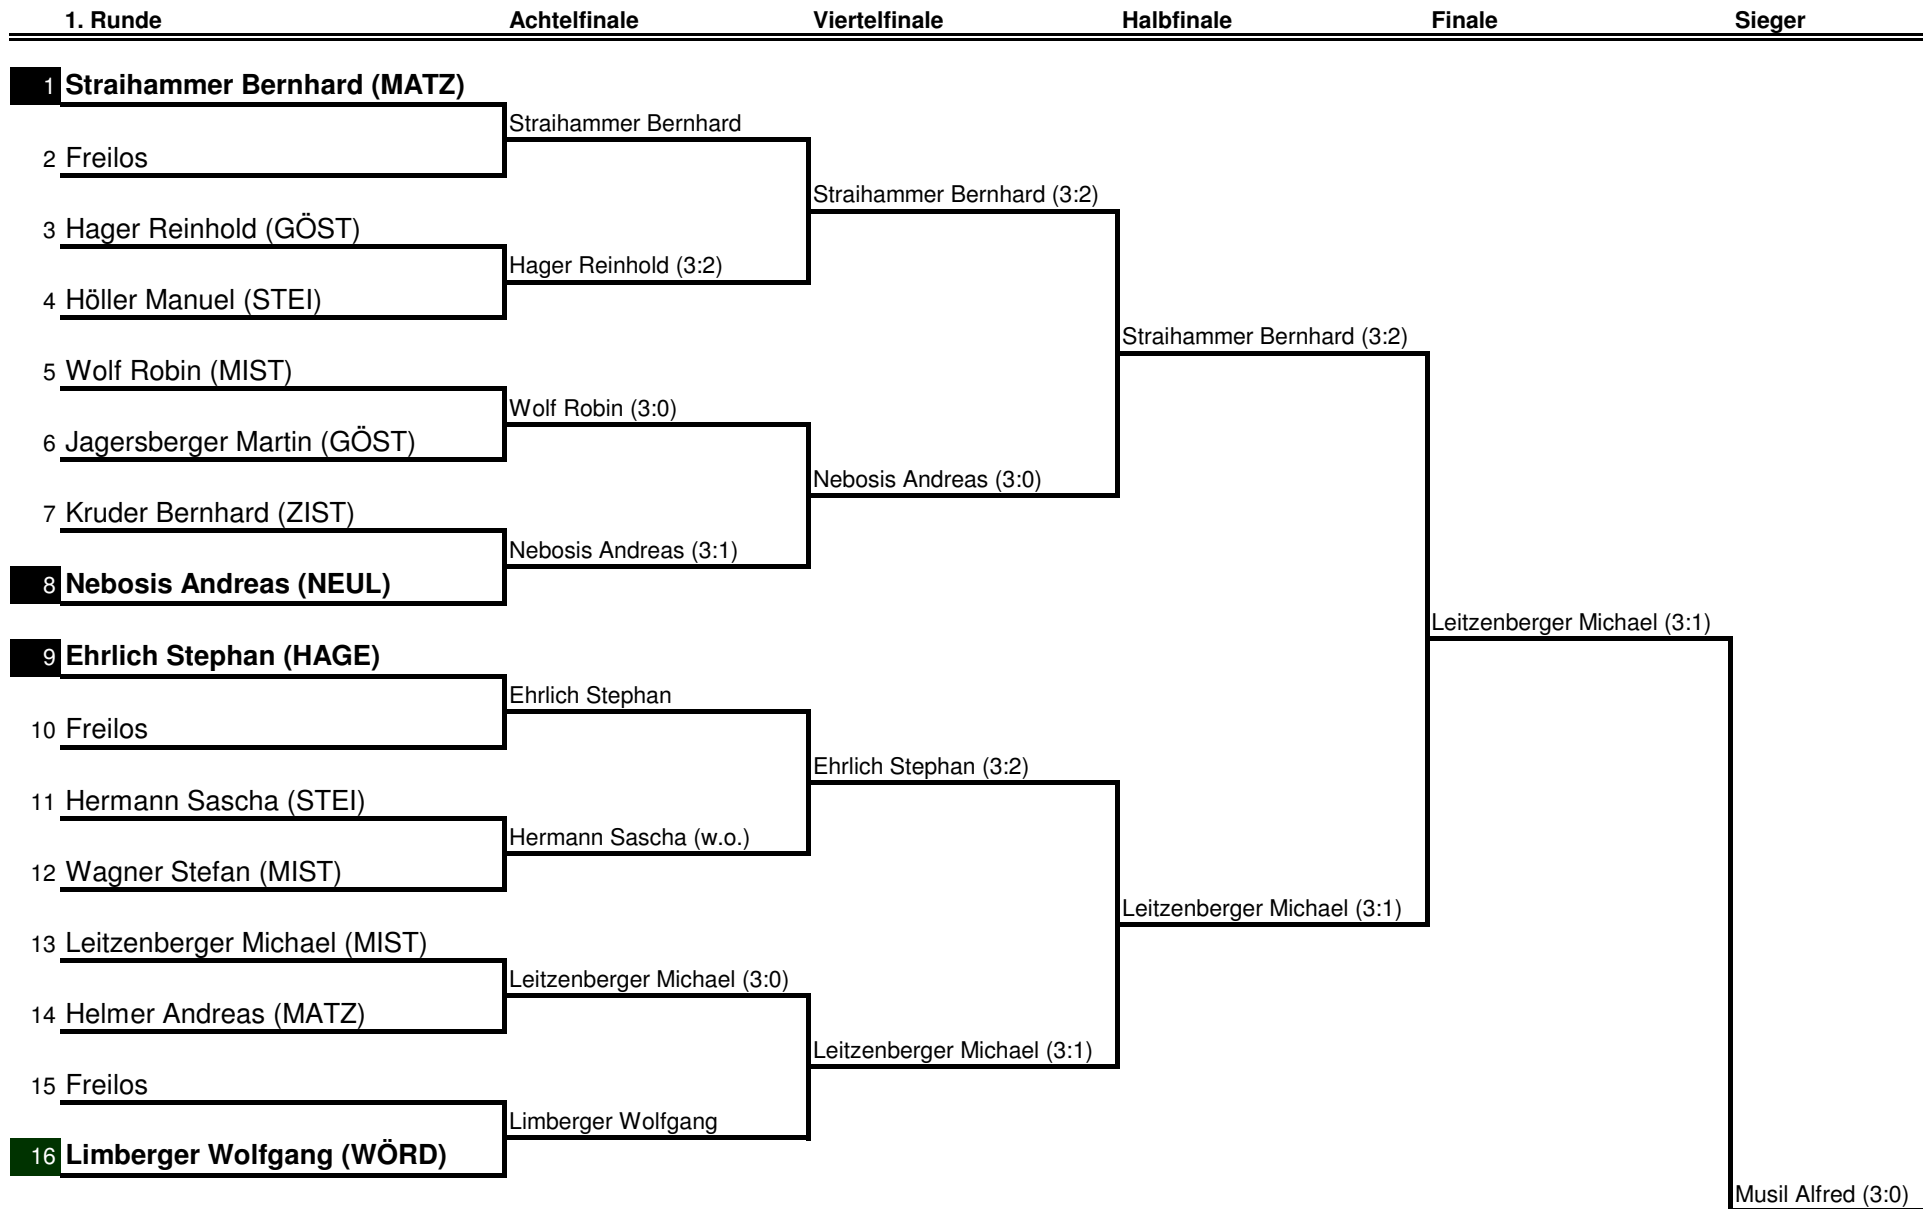 1. Runde Achtelfinale Viertelfinale Halbfinale Finale Sieger
1 Straihammer Bernhard (MATZ)
Straihammer Bernhard
2 Freilos
Straihammer Bernhard (3:2)
3 Hager Reinhold (GÖST)
Hager Reinhold (3:2)
4 Höller Manuel (STEI)
Straihammer Bernhard (3:2)
5 Wolf Robin (MIST)
Wolf Robin (3:0)
6 Jagersberger Martin (GÖST)
Nebosis Andreas (3:0)
7 Kruder Bernhard (ZIST)
Nebosis Andreas (3:1)
8 Nebosis Andreas (NEUL)
Leitzenberger Michael (3:1)
9 Ehrlich Stephan (HAGE)
Ehrlich Stephan
10 Freilos
Ehrlich Stephan (3:2)
11 Hermann Sascha (STEI)
Hermann Sascha (w.o.)
12 Wagner Stefan (MIST)
Leitzenberger Michael (3:1)
13 Leitzenberger Michael (MIST)
Leitzenberger Michael (3:0)
14 Helmer Andreas (MATZ)
Leitzenberger Michael (3:1)
15 Freilos
Limberger Wolfgang
16 Limberger Wolfgang (WÖRD)
Musil Alfred (3:0)